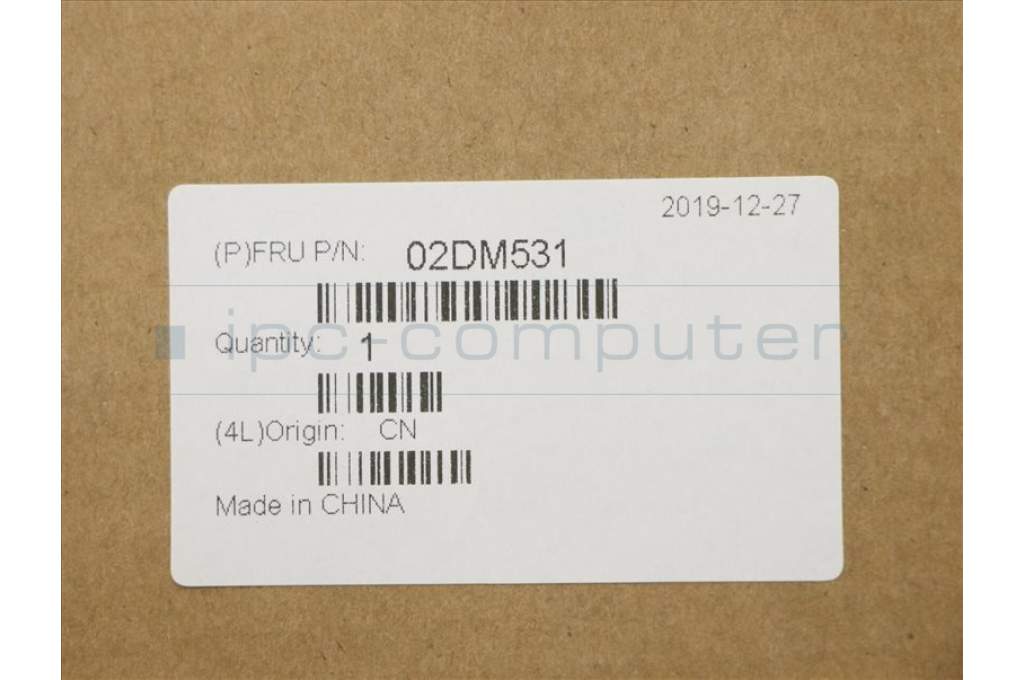 2019-12-27
(P)FRU P/N: 02DM531
ipc-computer
Quantity: 1
(4L)Origin: CN
Made in CHINA